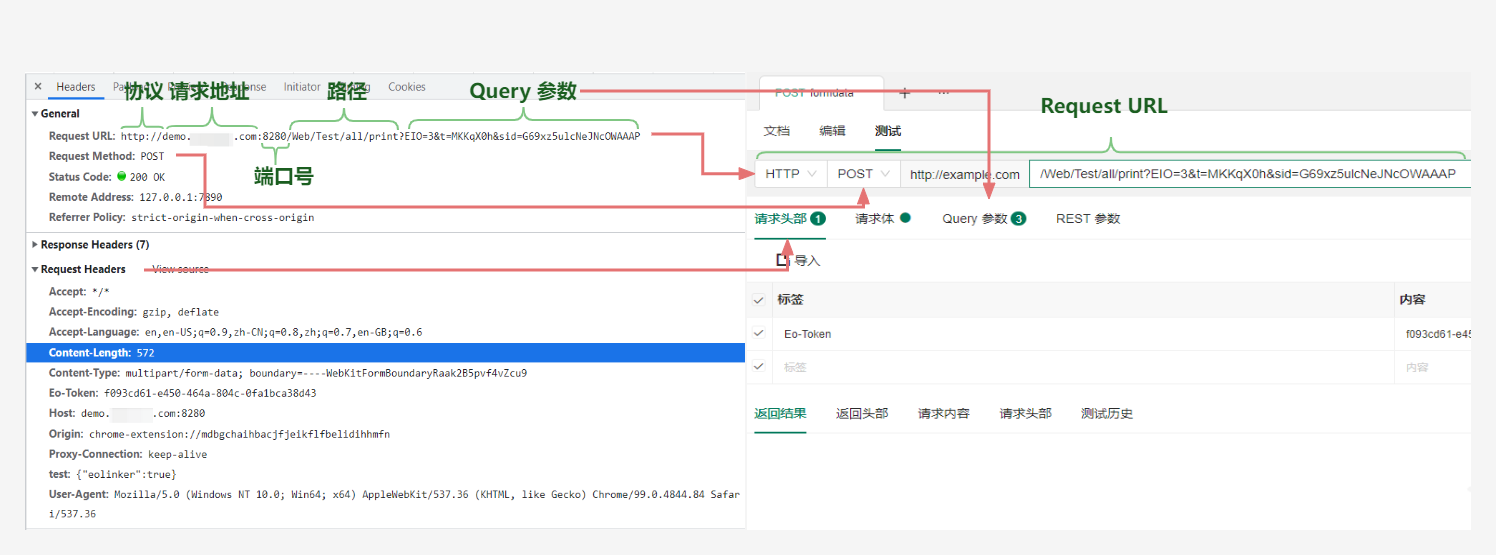 Headers Initiator Cookies
协议 请求地址 路径 Query 参数
General
Request URL: http://demo. .com:8280/Web/Test/all/print?EIO=3&t=MKKqX0h&sid=G69xz5ulcNeJNcOWAAAP
Request Method: POST
端口号
Status Code: 200 OK
Remote Address: 127.0.0.1:7890
Referrer Policy: strict-origin-when-cross-origin
Response Headers (7)
Request Headers View source
Accept: */*
Accept-Encoding: gzip, deflate
Accept-Language: en,en-US;q=0.9,zh-CN;q=0.8,zh;q=0.7,en-GB;q=0.6
Content-Length: 572
Content-Type: multipart/form-data; boundary=----WebKitFormBoundaryRaak2B5pvf4vZcu9
Eo-Token: f093cd61-e450-464a-804c-0fa1bca38d43
Host: demo. .com:8280
Origin: chrome-extension://mdbgchaihbacjfjeikflfbelidihhmfn
Proxy-Connection: keep-alive
test: {"eolinker":true}
User-Agent: Mozilla/5.0 (Windows NT 10.0; Win64; x64) AppleWebKit/537.36 (KHTML, like Gecko) Chrome/99.0.4844.84 Safar
i/537.36
POST formdata + ...
Request URL
文档 编辑 测试
HTTP POST http://example.com /Web/Test/all/print?EIO=3&t=MKKqX0h&sid=G69xz5ulcNeJNcOWAAAP
请求头部 1 请求体 Query 参数 3 REST 参数
导入
标签 内容
Eo-Token f093cd61-e45
标签 内容
返回结果 返回头部 请求内容 请求头部 测试历史